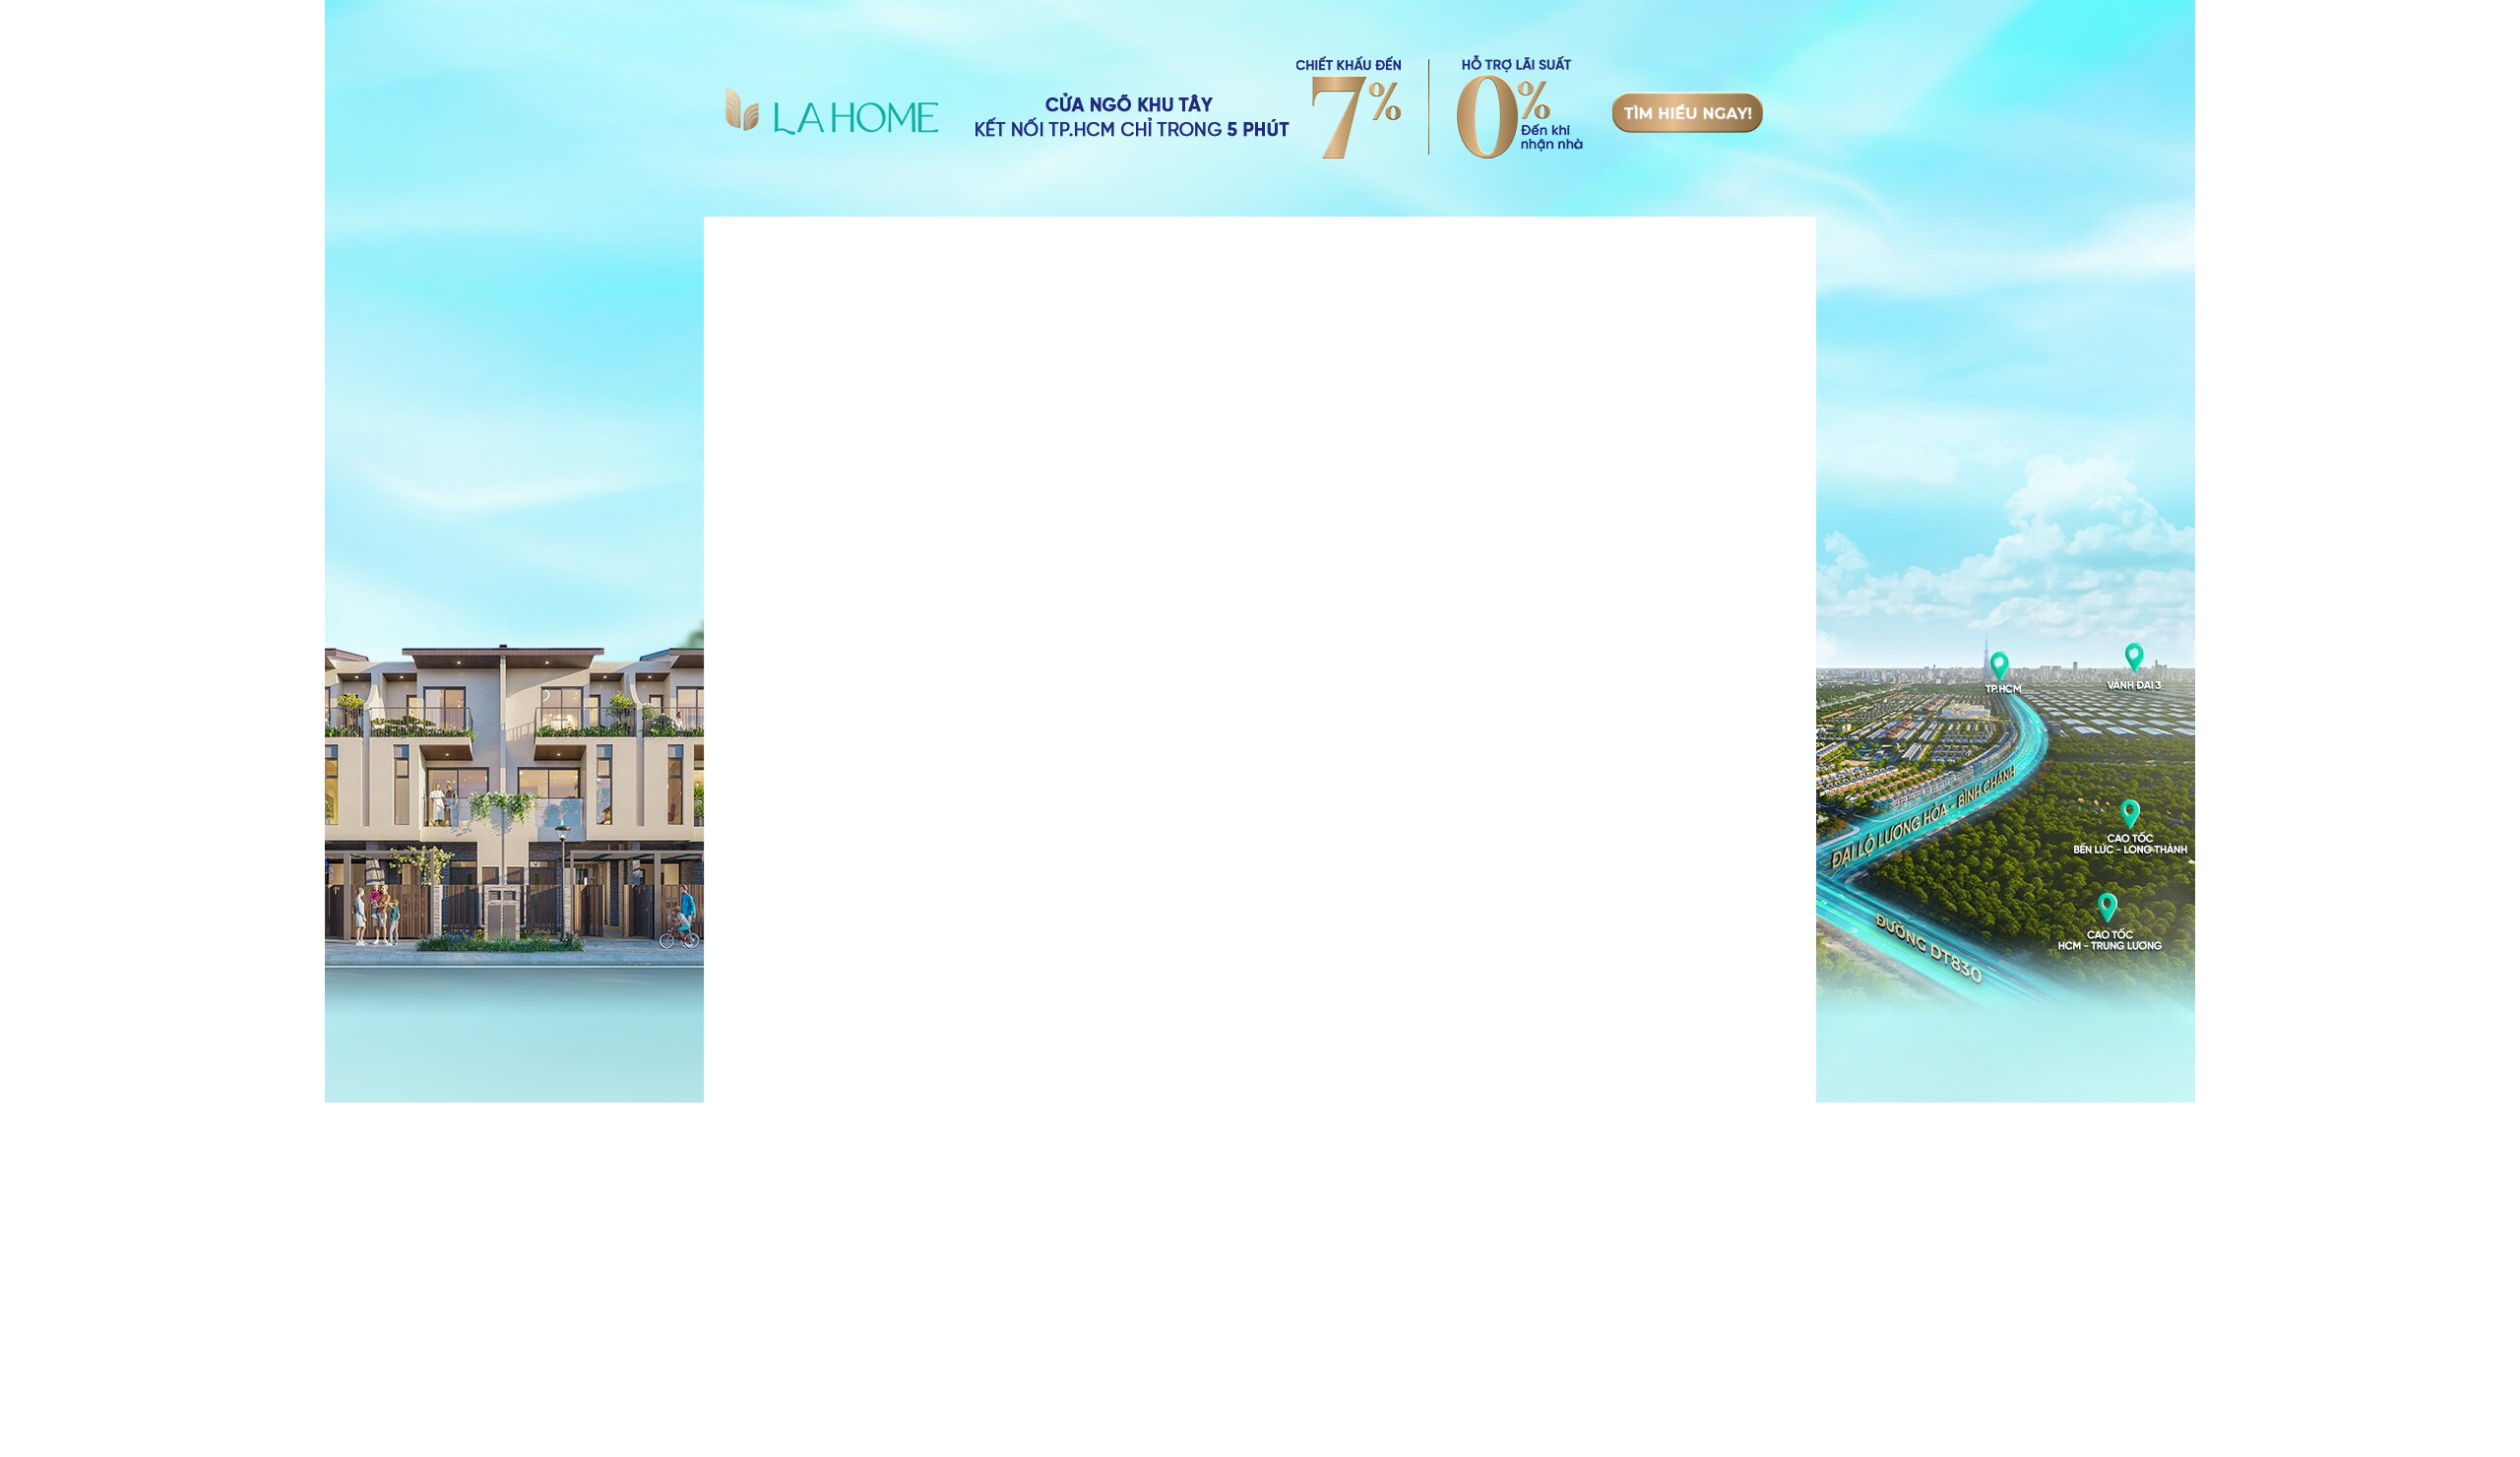 LA HOME
CỬA NGÕ KHU TÂY
KẾT NỐI TP.HCM CHỈ TRONG 5 PHÚT
CHIẾT KHẤU ĐẾN
7%
HỖ TRỢ LÃI SUẤT
0%
Đến khi
nhận nhà
TÌM HIỂU NGAY!
TP.HCM
VÀNH ĐAI 3
ĐẠI LỘ LƯƠNG HÒA - BÌNH CHÁNH
CAO TỐC
BẾN LỨC - LONG THÀNH
ĐƯỜNG DT830
CAO TỐC
HCM - TRUNG LƯƠNG